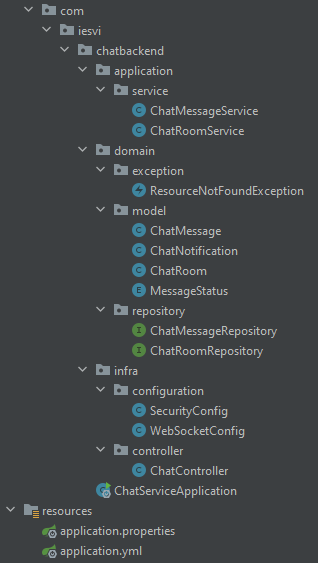 com
iesvi
chatbackend
application
service
C ChatMessageService
C ChatRoomService
domain
exception
ResourceNotFoundException
model
C ChatMessage
C ChatNotification
C ChatRoom
E MessageStatus
repository
I ChatMessageRepository
I ChatRoomRepository
infra
configuration
C SecurityConfig
C WebSocketConfig
controller
C ChatController
ChatServiceApplication
resources
application.properties
application.yml